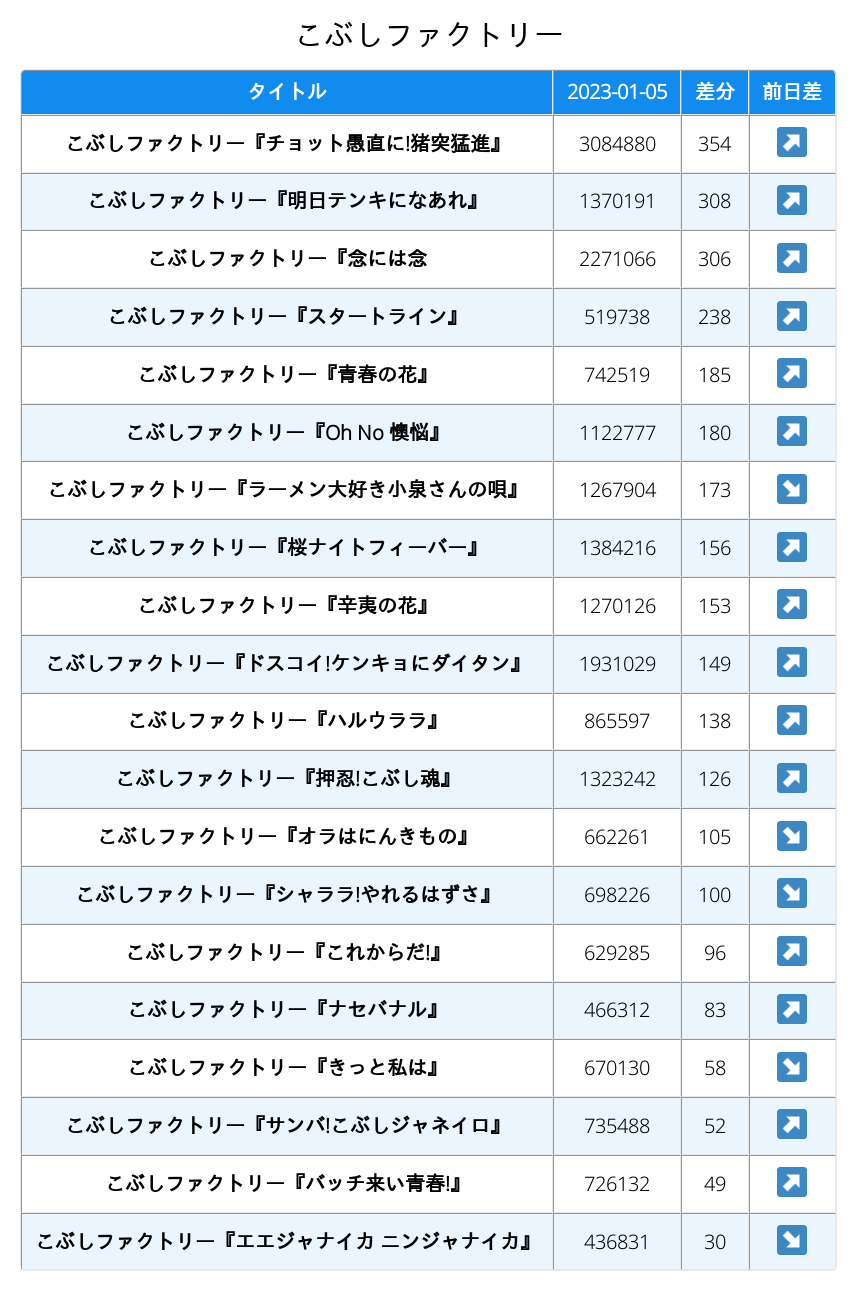 こぶしファクトリー
タイトル 2023-01-05 差分 前日差
こぶしファクトリー『チョット愚直に!猪突猛進』 3084880 354
こぶしファクトリー『明日テンキになあれ』 1370191 308
こぶしファクトリー『念には念 2271066 306
こぶしファクトリー『スタートライン』 519738 238
こぶしファクトリー『青春の花』 742519 185
こぶしファクトリー『Oh No 懊悩』 1122777 180
こぶしファクトリー『ラーメン大好き小泉さんの唄』 1267904 173
こぶしファクトリー『桜ナイトフィーバー』 1384216 156
こぶしファクトリー『辛夷の花』 1270126 153
こぶしファクトリー『ドスコイ!ケンキョにダイタン』 1931029 149
こぶしファクトリー『ハルウララ』 865597 138
こぶしファクトリー『押忍!こぶし魂』 1323242 126
こぶしファクトリー『オラはにんきもの』 662261 105
こぶしファクトリー『シャララ!やれるはずさ』 698226 100
こぶしファクトリー『これからだ!』 629285 96
こぶしファクトリー『ナセバナル』 466312 83
こぶしファクトリー『きっと私は』 670130 58
こぶしファクトリー『サンバ!こぶしジャネイロ』 735488 52
こぶしファクトリー『バッチ来い青春!』 726132 49
こぶしファクトリー『エエジャナイカ ニンジャナイカ』 436831 30